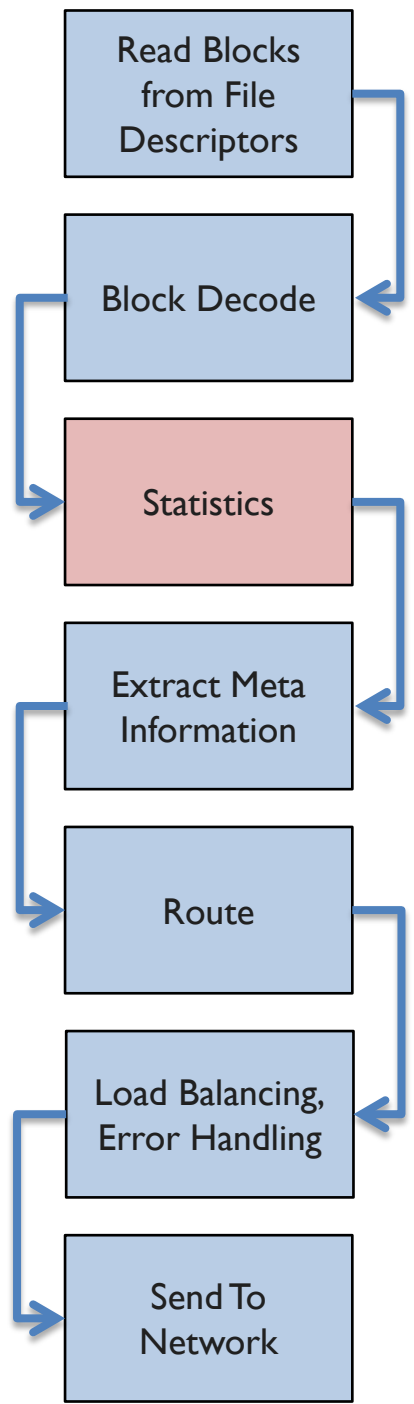 Read Blocks
from File
Descriptors
Block Decode
Statistics
Extract Meta
Information
Route
Load Balancing,
Error Handling
Send To
Network